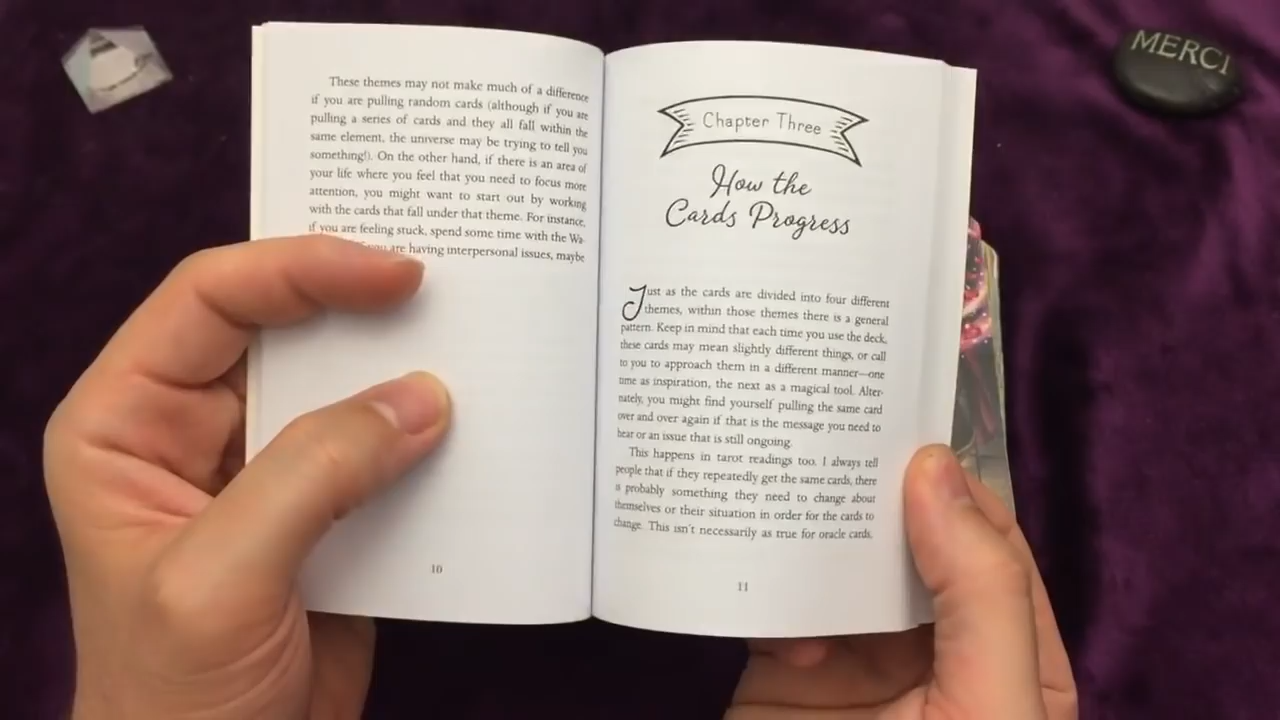 These themes may not make much of a difference
if you are pulling random cards (although if you are
pulling a series of cards and they all fall within the
same element, the universe may be trying to tell you
something!). On the other hand, if there is an area of
your life where you feel that you need to focus more
attention, you might want to start out by working
with the cards that fall under that theme. For instance,
if you are feeling stuck, spend some time with the Wa-
you are having interpersonal issues, maybe
10
Chapter Three
How the
Cards Progress
Just as the cards are divided into four different
themes, within those themes there is a general
pattern. Keep in mind that each time you use the deck,
these cards may mean slightly different things, or call
to you to approach them in a different manner—one
time as inspiration, the next as a magical tool. Alter-
nately, you might find yourself pulling the same card
over and over again if that is the message you need to
hear or an issue that is still ongoing.
This happens in tarot readings too. I always tell
people that if they repeatedly get the same cards, there
is probably something they need to change about
themselves or their situation in order for the cards to
change. This isn't necessarily as true for oracle cards,
11
MERCI